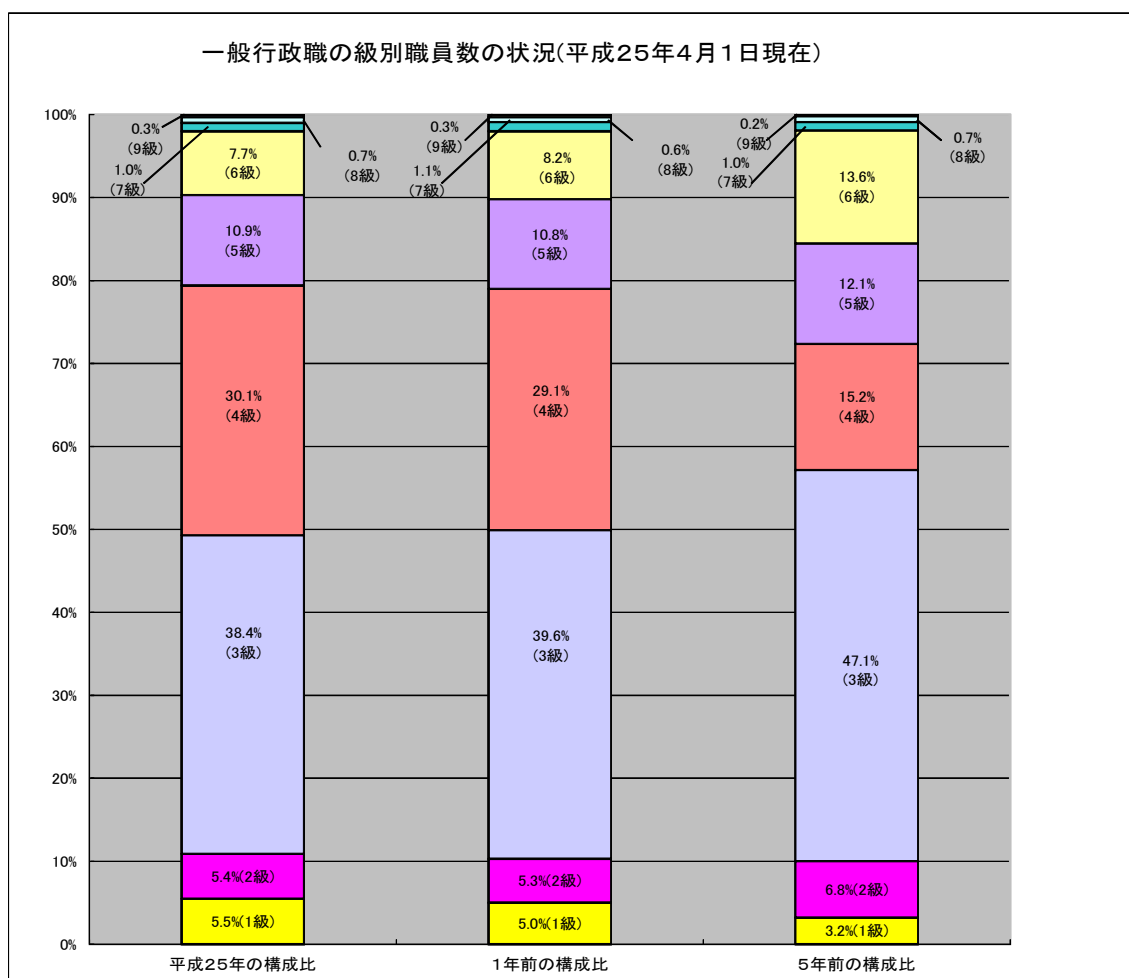 一般行政職の級別職員数の状況(平成25年4月1日現在)
100%
90%
80%
70%
60%
50%
40%
30%
20%
10%
0%
0.3%
(9級)
1.0%
(7級)
7.7%
(6級)
0.7%
(8級)
10.9%
(5級)
30.1%
(4級)
38.4%
(3級)
5.4%(2級)
5.5%(1級)
平成25年の構成比
0.3%
(9級)
1.1%
(7級)
8.2%
(6級)
0.6%
(8級)
10.8%
(5級)
29.1%
(4級)
39.6%
(3級)
5.3%(2級)
5.0%(1級)
1年前の構成比
0.2%
(9級)
1.0%
(7級)
13.6%
(6級)
0.7%
(8級)
12.1%
(5級)
15.2%
(4級)
47.1%
(3級)
6.8%(2級)
3.2%(1級)
5年前の構成比